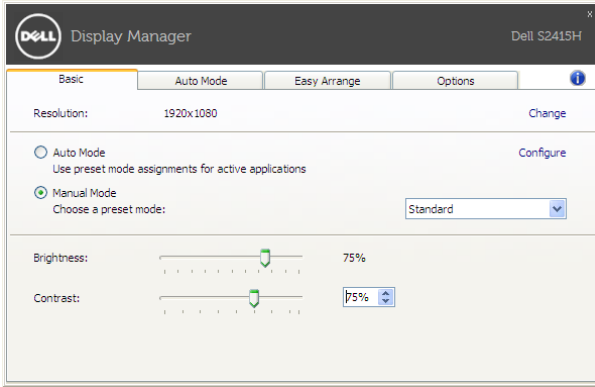 DELL Display Manager
x
Dell S2415H
Basic Auto Mode Easy Arrange Options i
Resolution: 1920x1080 Change
Auto Mode Configure
Use preset mode assignments for active applications
Manual Mode
Choose a preset mode: Standard
Brightness: 75%
Contrast: 75%